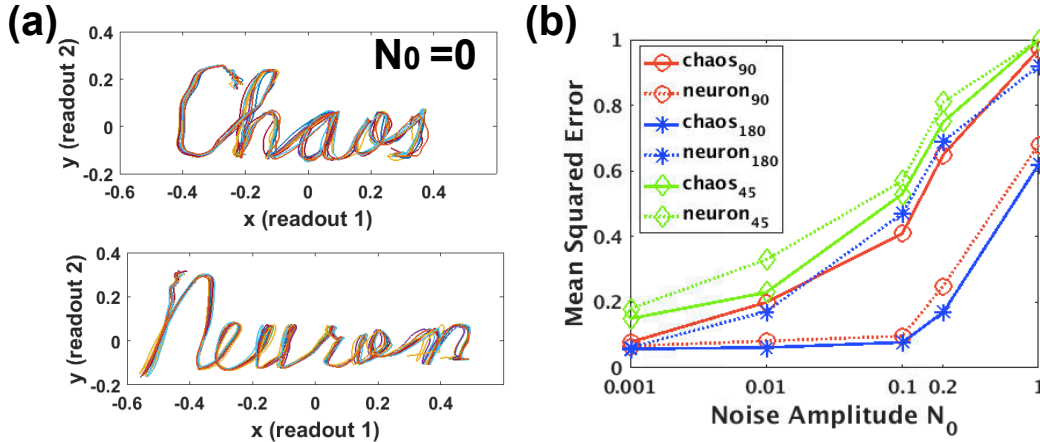 (a)
N0 =0
y (readout 2)
0.4
0.2
0
-0.2
Chaos
-0.6 -0.4 -0.2 0 0.2 0.4
x (readout 1)
y (readout 2)
0.4
0.2
0
-0.2
Neuron
-0.6 -0.4 -0.2 0 0.2 0.4
x (readout 1)
(b)
Mean Squared Error
1
0.8
0.6
0.4
0.2
0
chaos90
neuron90
chaos180
neuron180
chaos45
neuron45
0.001 0.01 0.1 0.2 1
Noise Amplitude N0